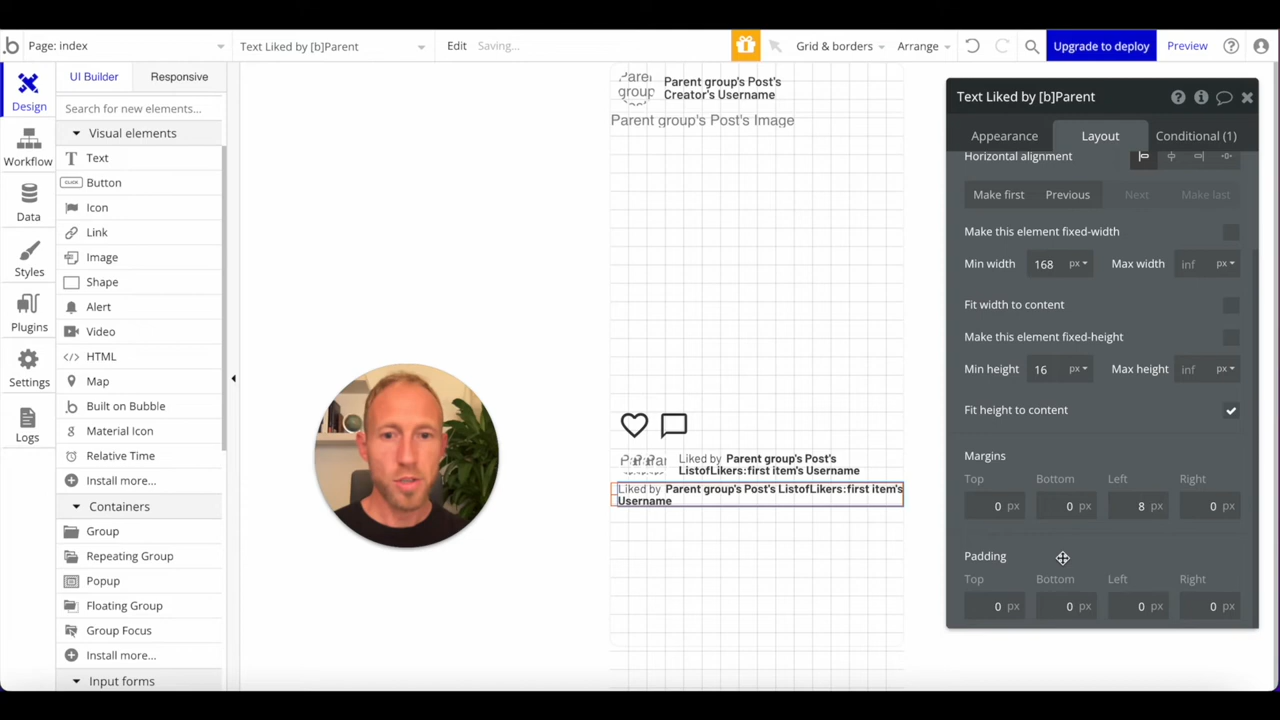 b
Page: index
Text Liked by [b]Parent
Edit
Saving...
Grid & borders
Arrange
Upgrade to deploy
Preview
Design
Workflow
Data
Styles
Plugins
Settings
Logs
UI Builder
Responsive
Search for new elements...
Visual elements
Text
CLICK
Button
Icon
Link
Image
Shape
Alert
Video
HTML
Map
Built on Bubble
Material Icon
Relative Time
Install more...
Containers
Group
Repeating Group
Popup
Floating Group
Group Focus
Install more...
Input forms
Parent group's Post's
Creator's Username
Parent group's Post's Image
Liked by Parent group's Post's
ListofLikers:first item's Username
Liked by Parent group's Post's ListofLikers:first item's
Username
Text Liked by [b]Parent
Appearance
Layout
Conditional (1)
Horizontal alignment
Make first
Previous
Next
Make last
Make this element fixed-width
Min width 168 px Max width inf px
Fit width to content
Make this element fixed-height
Min height 16 px Max height inf px
Fit height to content
Margins
Top Bottom Left Right
0 px 0 px 8 px 0 px
Padding
Top Bottom Left Right
0 px 0 px 0 px 0 px